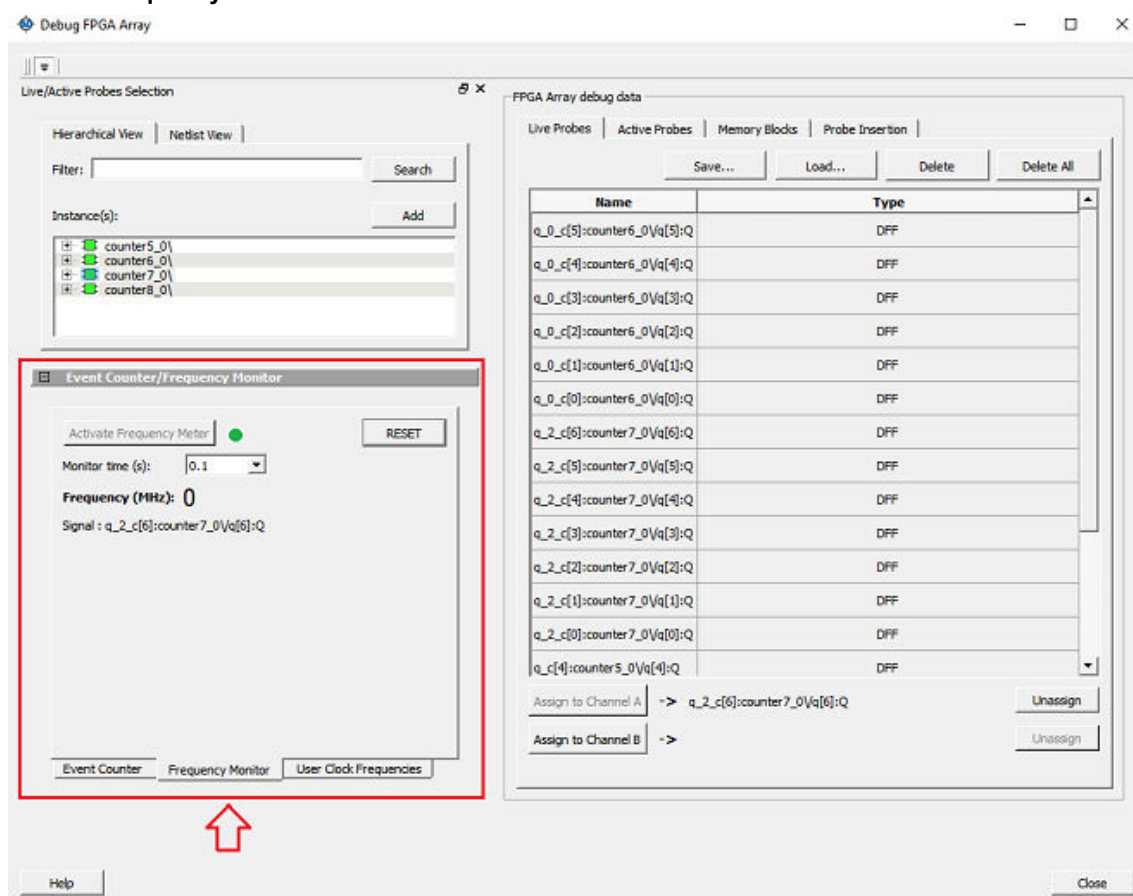 Debug FPGA Array
Live/Active Probes Selection
Hierarchical View
Netlist View
Filter:
Search
Instance(s):
Add
counter5_0\
counter6_0\
counter7_0\
counter8_0\
Event Counter/Frequency Monitor
Activate Frequency Meter
RESET
Monitor time (s):
0.1
Frequency (MHz): 0
Signal : q_2_c[6]:counter7_0\/q[6]:Q
Event Counter
Frequency Monitor
User Clock Frequencies
FPGA Array debug data
Live Probes
Active Probes
Memory Blocks
Probe Insertion
Save...
Load...
Delete
Delete All
Name Type
q_0_c[5]:counter6_0\/q[5]:Q DFF
q_0_c[4]:counter6_0\/q[4]:Q DFF
q_0_c[3]:counter6_0\/q[3]:Q DFF
q_0_c[2]:counter6_0\/q[2]:Q DFF
q_0_c[1]:counter6_0\/q[1]:Q DFF
q_0_c[0]:counter6_0\/q[0]:Q DFF
q_2_c[6]:counter7_0\/q[6]:Q DFF
q_2_c[5]:counter7_0\/q[5]:Q DFF
q_2_c[4]:counter7_0\/q[4]:Q DFF
q_2_c[3]:counter7_0\/q[3]:Q DFF
q_2_c[2]:counter7_0\/q[2]:Q DFF
q_2_c[1]:counter7_0\/q[1]:Q DFF
q_2_c[0]:counter7_0\/q[0]:Q DFF
q_c[4]:counter5_0\/q[4]:Q DFF
Assign to Channel A -> q_2_c[6]:counter7_0\/q[6]:Q Unassign
Assign to Channel B -> Unassign
Help
Close